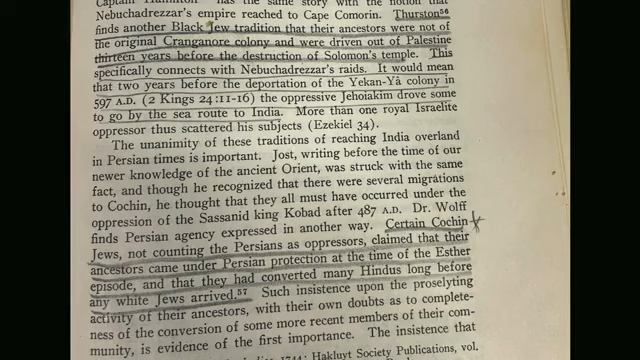 Captain Hamilton has the same story with the notion that
Nebuchadrezzar's empire reached to Cape Comorin. Thurston56
finds another Black Jew tradition that their ancestors were not of
the original Cranganore colony and were driven out of Palestine
thirteen years before the destruction of Solomon's temple. This
specifically connects with Nebuchadrezzar's raids. It would mean
that two years before the deportation of the Yekan-Yà colony in
597 A.D. (2 Kings 24:11-16) the oppressive Jehoiakim drove some
to go by the sea route to India. More than one royal Israelite
oppressor thus scattered his subjects (Ezekiel 34).
The unanimity of these traditions of reaching India overland
in Persian times is important. Jost, writing before the time of our
newer knowledge of the ancient Orient, was struck with the same
fact, and though he recognized that there were several migrations
to Cochin, he thought that they all must have occurred under the
oppression of the Sassanid king Kobad after 487 A.D. Dr. Wolff
finds Persian agency expressed in another way. Certain Cochin
Jews, not counting the Persians as oppressors, claimed that their
ancestors came under Persian protection at the time of the Esther
episode, and that they had converted many Hindus long before
any white Jews arrived.57 Such insistence upon the proselyting
activity of their ancestors, with their own doubts as to complete-
ness of the conversion of some more recent members of their com-
munity, is evidence of the first importance. The insistence that
1744: Hakluyt Society Publications, vol.